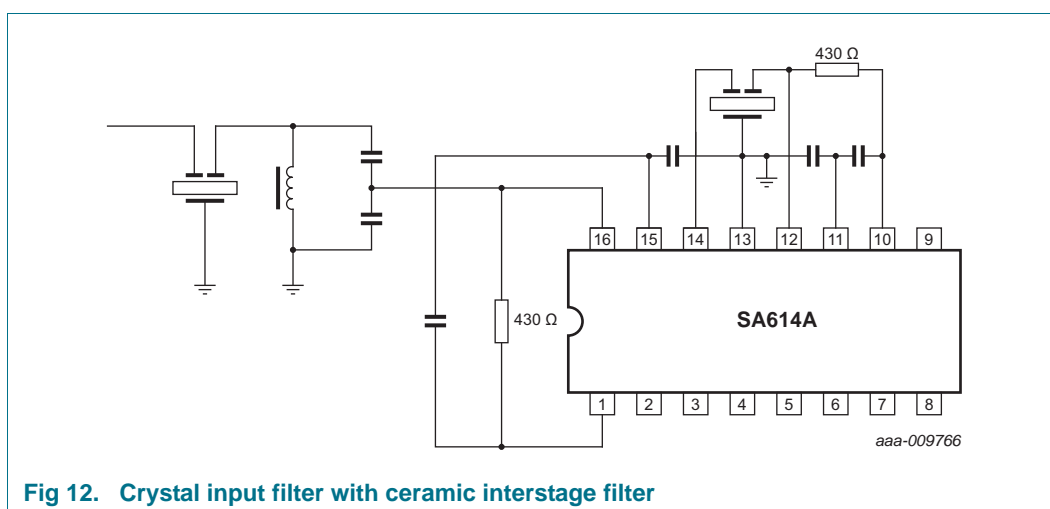 430 Ω
16 15 14 13 12 11 10 9
SA614A
430 Ω
1 2 3 4 5 6 7 8
aaa-009766
Fig 12. Crystal input filter with ceramic interstage filter